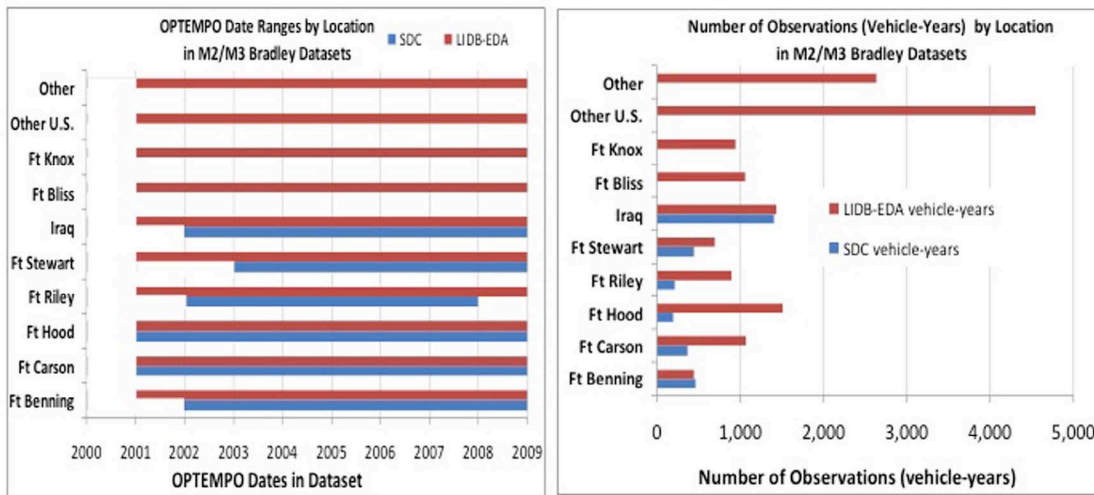 OPTEMPO Date Ranges by Location
in M2/M3 Bradley Datasets
SDC
LIDB-EDA
Other
Other U.S.
Ft Knox
Ft Bliss
Iraq
Ft Stewart
Ft Riley
Ft Hood
Ft Carson
Ft Benning
2000 2001 2002 2003 2004 2005 2006 2007 2008 2009
OPTEMPO Dates in Dataset
Number of Observations (Vehicle-Years) by Location
in M2/M3 Bradley Datasets
Other
Other U.S.
Ft Knox
Ft Bliss
Iraq
Ft Stewart
Ft Riley
Ft Hood
Ft Carson
Ft Benning
LIDB-EDA vehicle-years
SDC vehicle-years
0 1,000 2,000 3,000 4,000 5,000
Number of Observations (vehicle-years)